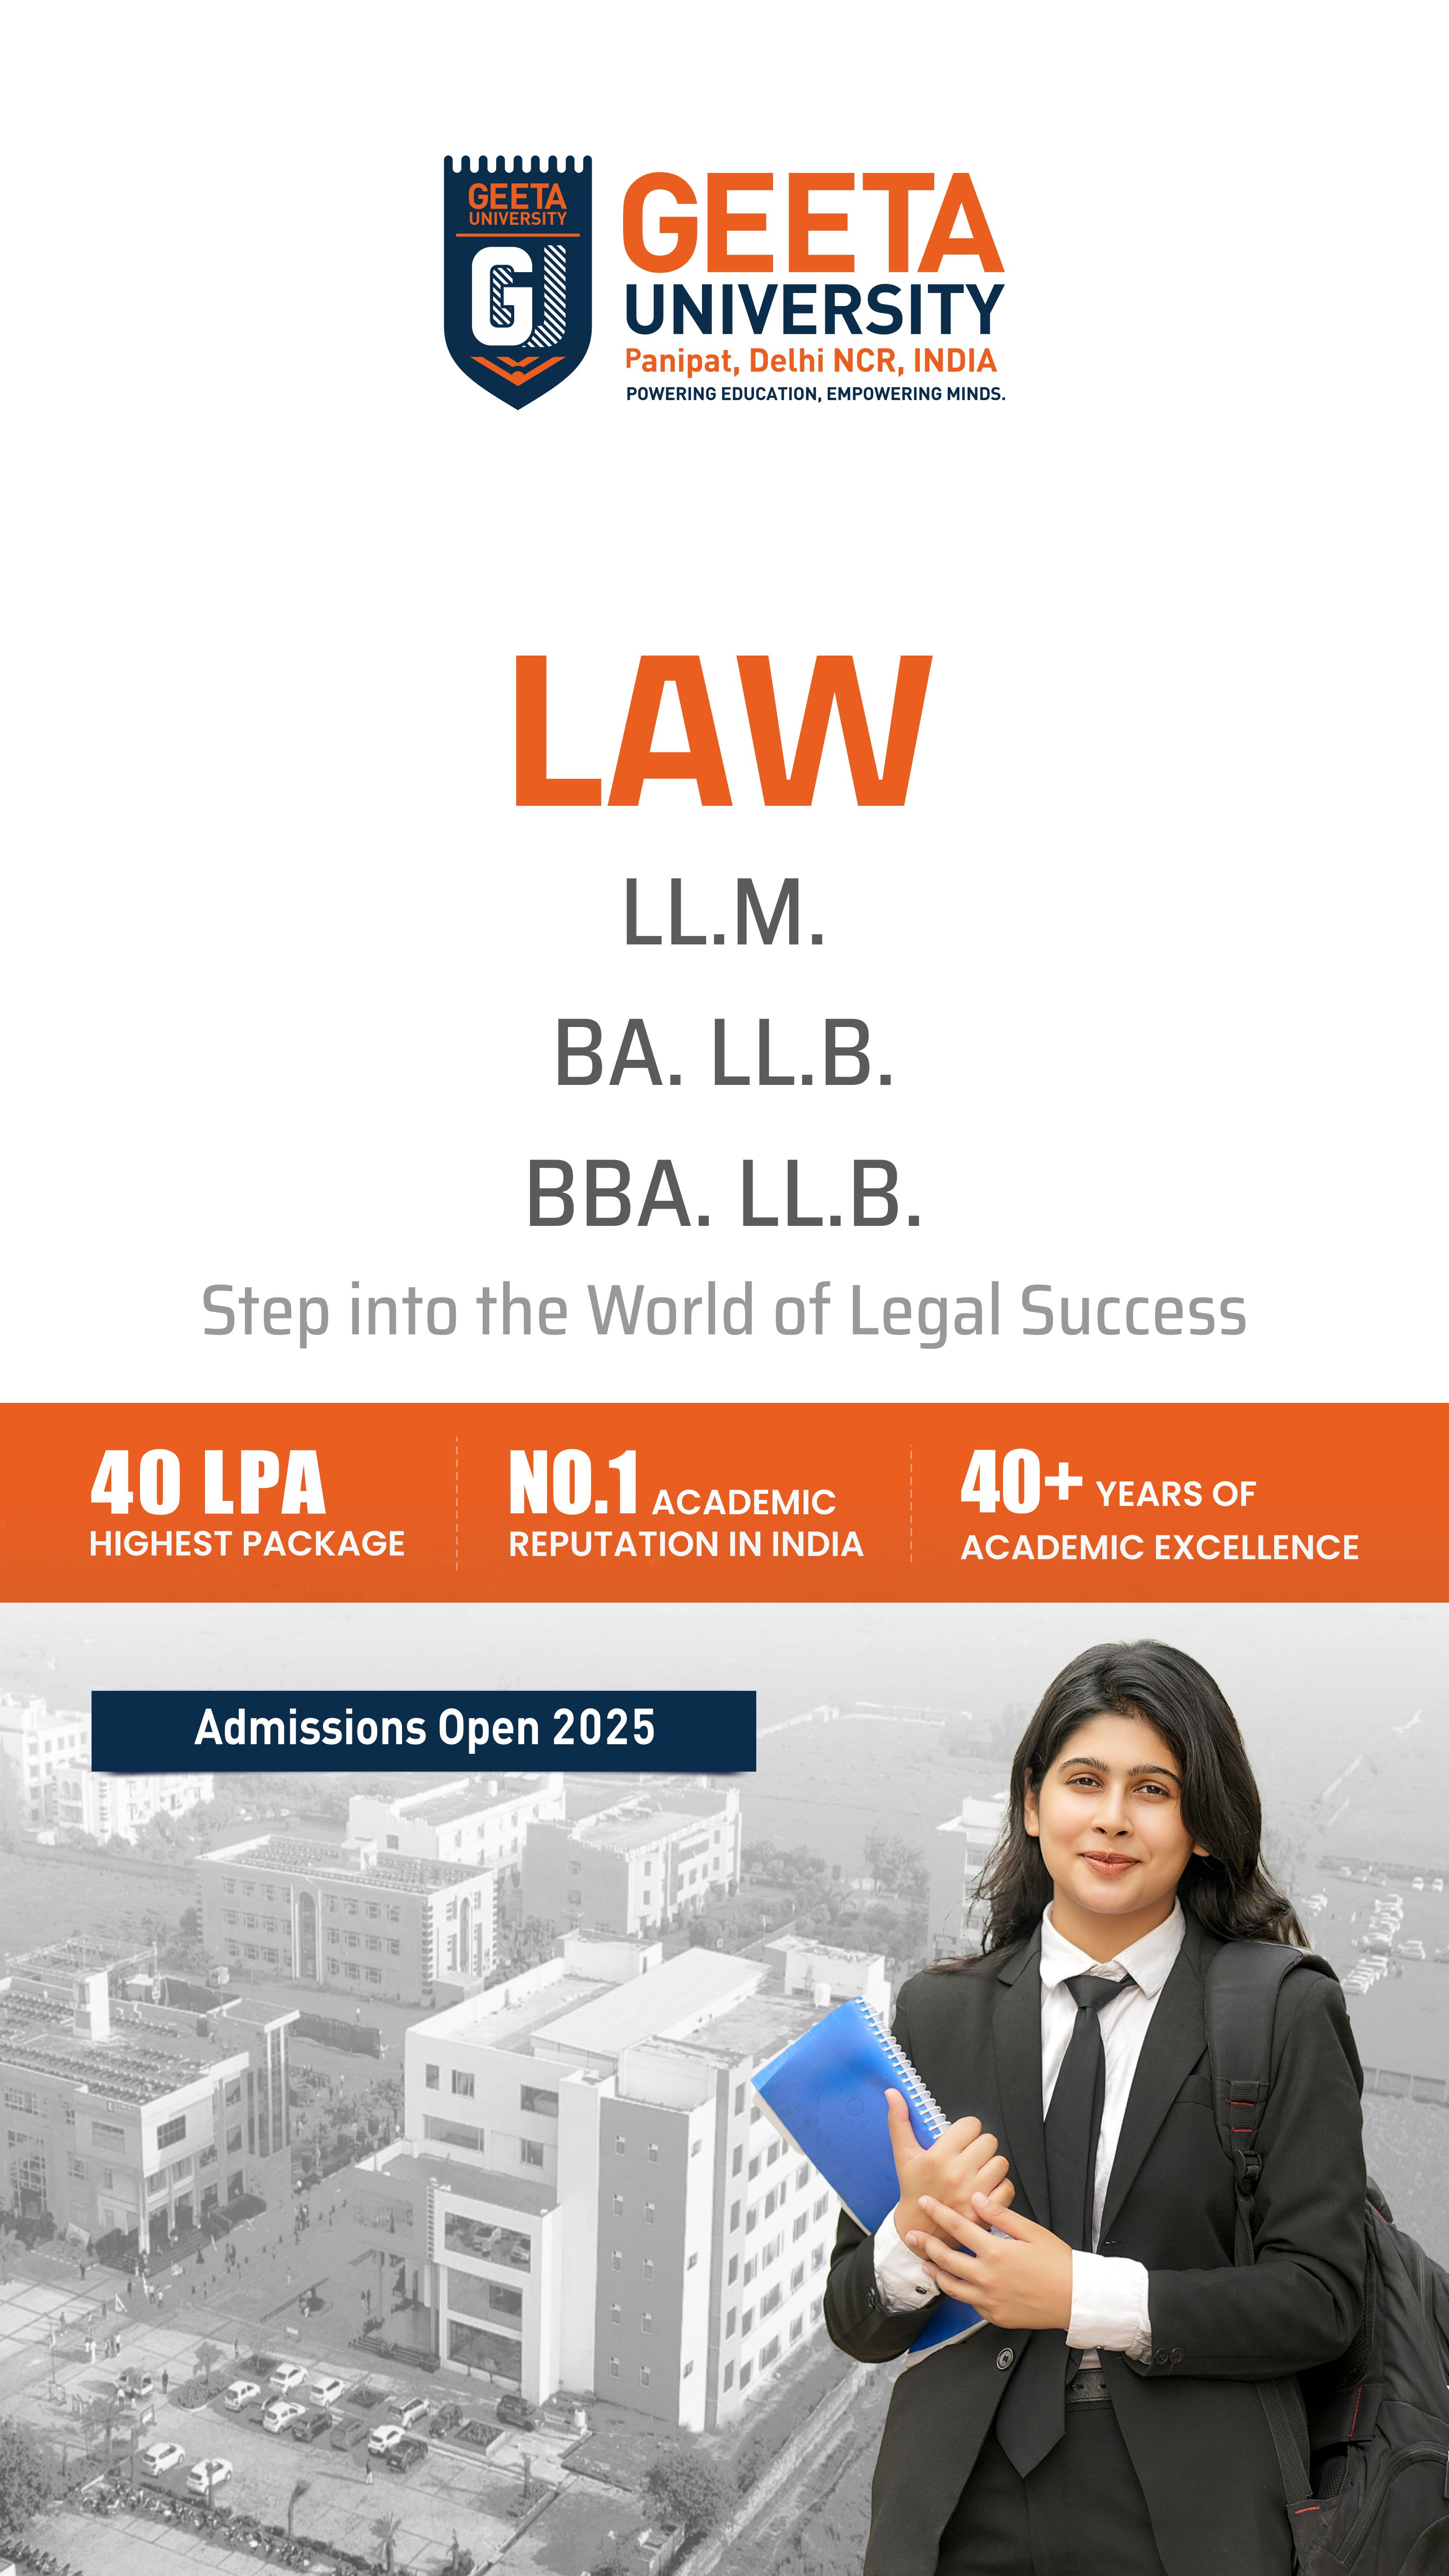 GEETA
UNIVERSITY
GU
GEETA
UNIVERSITY
Panipat, Delhi NCR, INDIA
POWERING EDUCATION, EMPOWERING MINDS.
LAW
LL.M.
BA. LL.B.
BBA. LL.B.
Step into the World of Legal Success
40 LPA
HIGHEST PACKAGE
NO.1 ACADEMIC
REPUTATION IN INDIA
40+ YEARS OF
ACADEMIC EXCELLENCE
Admissions Open 2025